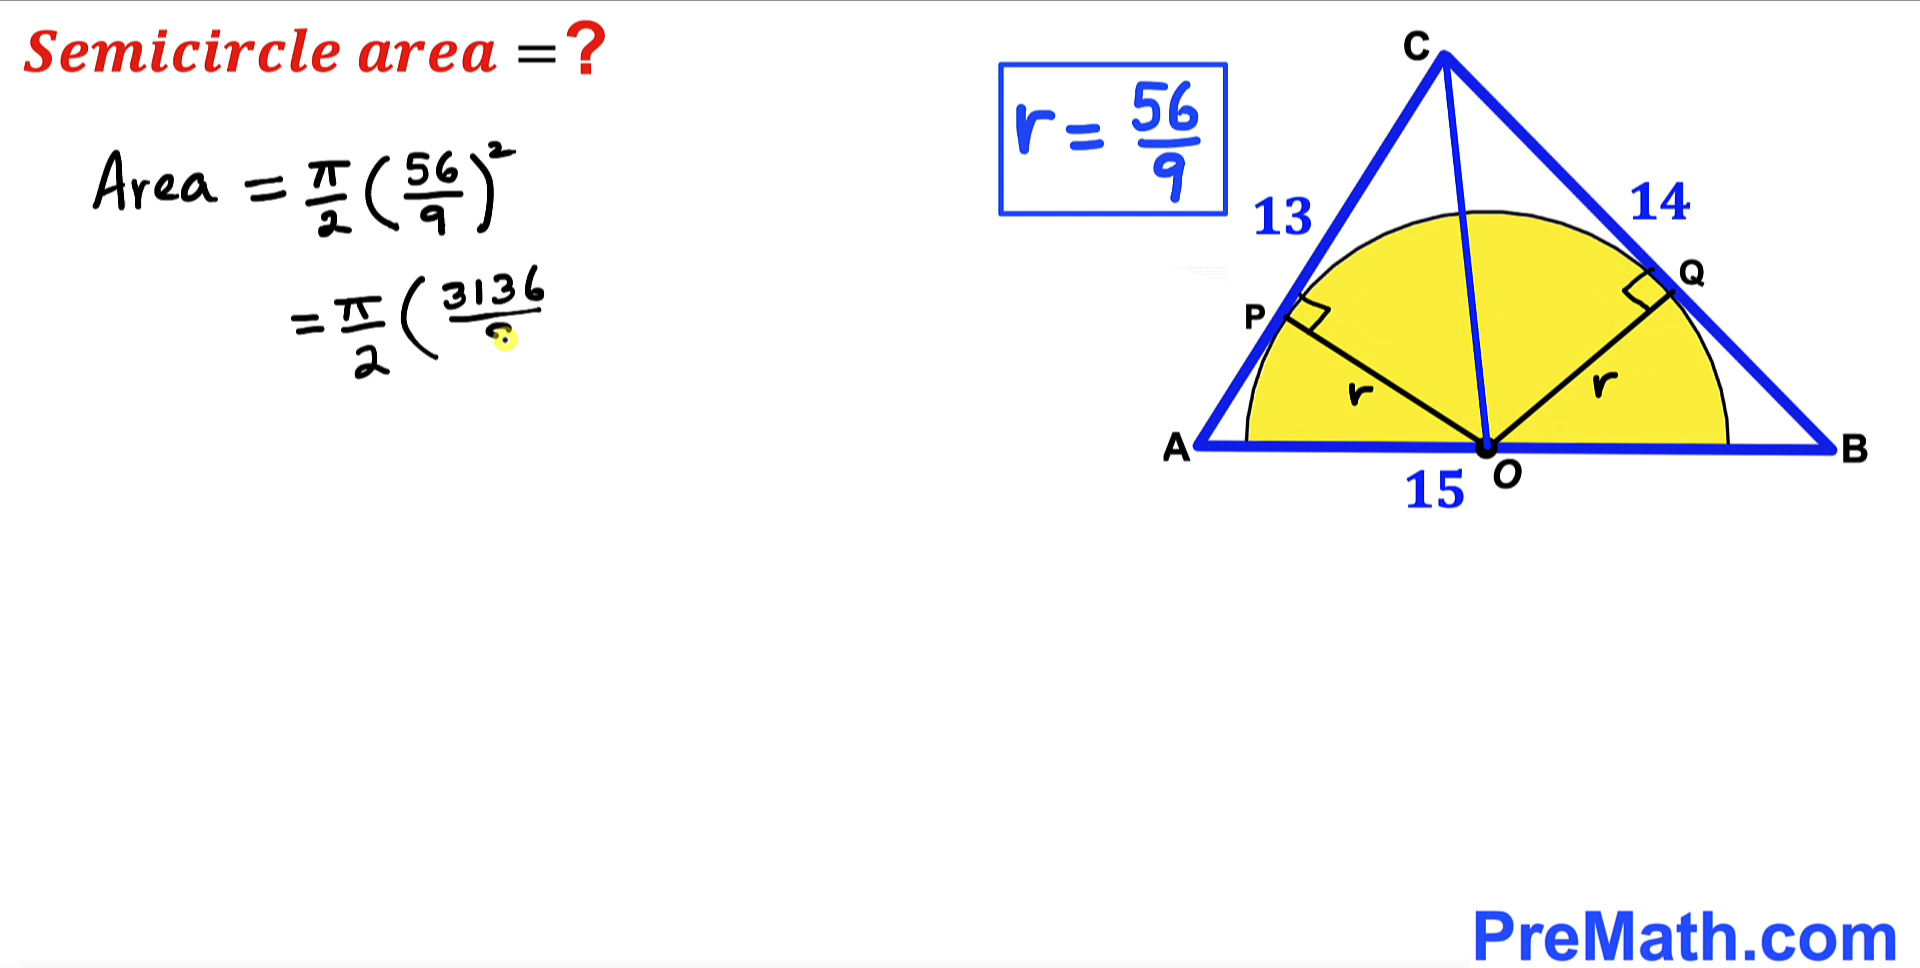 Semicircle area = ?
Area = π/2 (56/9)²
= π/2 (3136/
r = 56/9
C
13
14
Q
P
r
r
A
B
15
O
PreMath.com